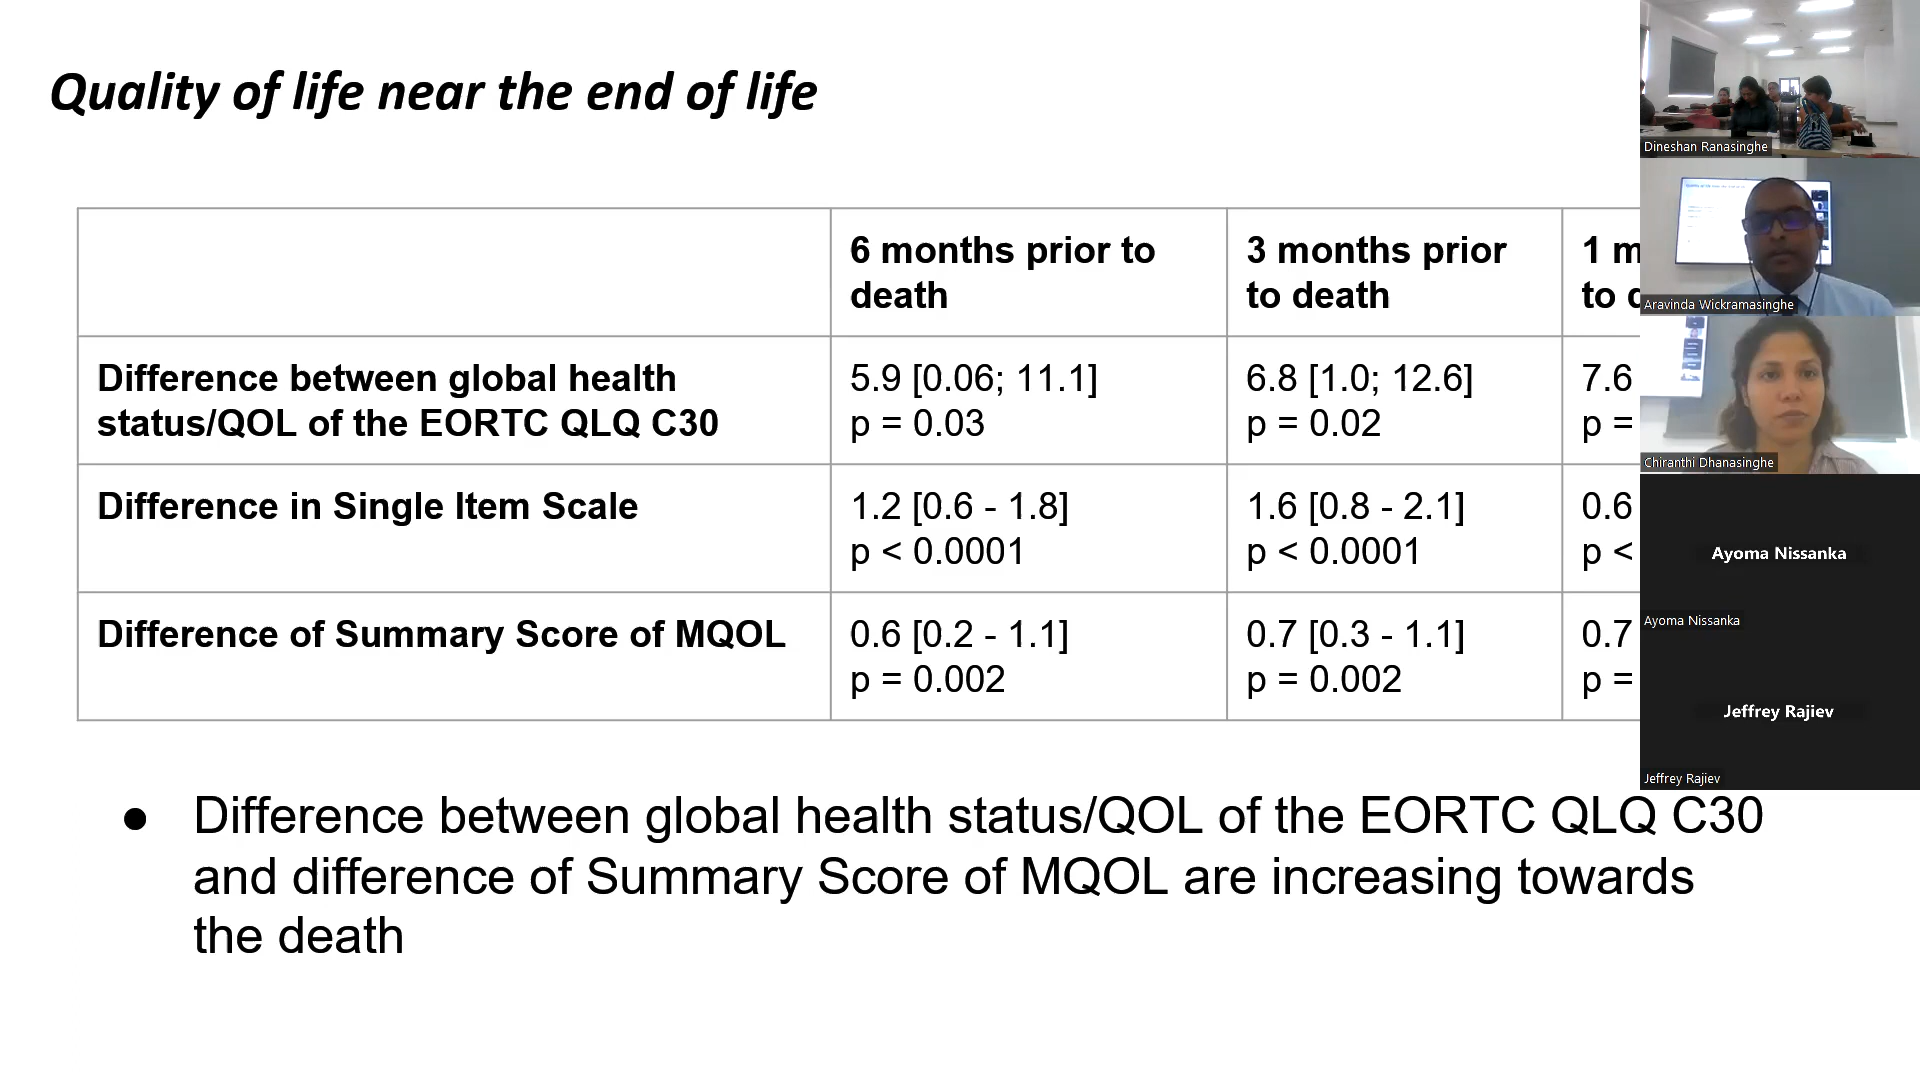 Quality of life near the end of life
6 months prior to
death
3 months prior
to death
1 m
to d
Difference between global health
status/QOL of the EORTC QLQ C30
5.9 [0.06; 11.1]
p = 0.03
6.8 [1.0; 12.6]
p = 0.02
7.6
p =
Difference in Single Item Scale
1.2 [0.6 - 1.8]
p < 0.0001
1.6 [0.8 - 2.1]
p < 0.0001
0.6
p <
Difference of Summary Score of MQOL
0.6 [0.2 - 1.1]
p = 0.002
0.7 [0.3 - 1.1]
p = 0.002
0.7
p =
● Difference between global health status/QOL of the EORTC QLQ C30
and difference of Summary Score of MQOL are increasing towards
the death
Dineshan Ranasinghe
Aravinda Wickramasinghe
Chiranthi Dhanasinghe
Ayoma Nissanka
Ayoma Nissanka
Jeffrey Rajiev
Jeffrey Rajiev